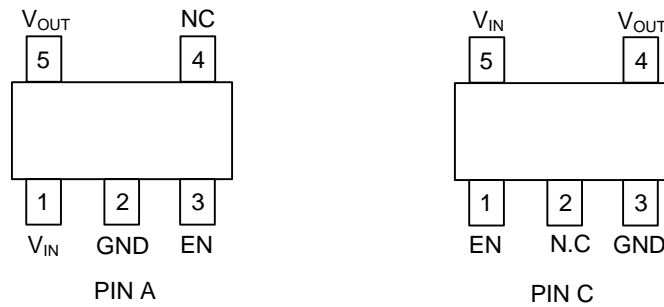 VOUT NC
5 4
1 2 3
VIN GND EN
PIN A
VIN VOUT
5 4
1 2 3
EN N.C GND
PIN C